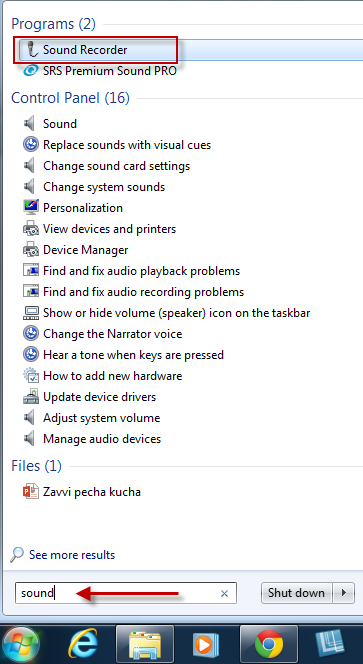 Programs (2)
Sound Recorder
SRS Premium Sound PRO
Control Panel (16)
Sound
Replace sounds with visual cues
Change sound card settings
Change system sounds
Personalization
View devices and printers
Device Manager
Find and fix audio playback problems
Find and fix audio recording problems
Show or hide volume (speaker) icon on the taskbar
Change the Narrator voice
Hear a tone when keys are pressed
How to add new hardware
Update device drivers
Adjust system volume
Manage audio devices
Files (1)
Zavvi pecha kucha
See more results
sound
Shut down